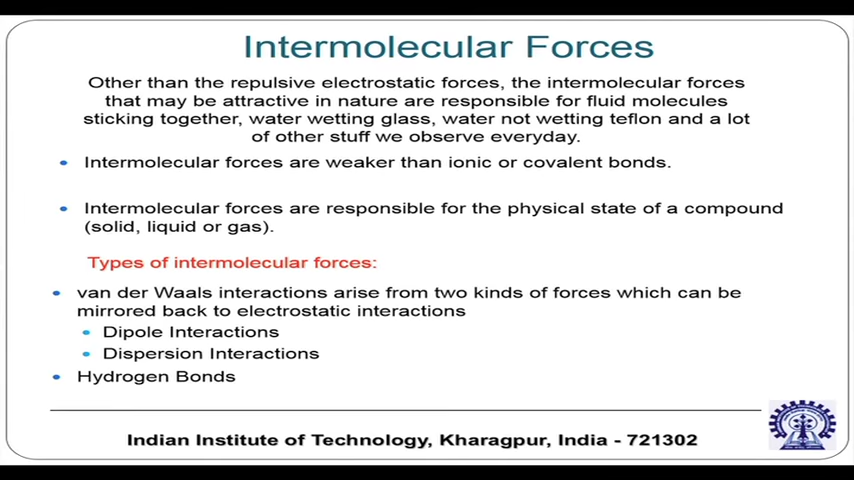 Intermolecular Forces
Other than the repulsive electrostatic forces, the intermolecular forces
that may be attractive in nature are responsible for fluid molecules
sticking together, water wetting glass, water not wetting teflon and a lot
of other stuff we observe everyday.
Intermolecular forces are weaker than ionic or covalent bonds.
Intermolecular forces are responsible for the physical state of a compound
(solid, liquid or gas).
Types of intermolecular forces:
van der Waals interactions arise from two kinds of forces which can be
mirrored back to electrostatic interactions
Dipole Interactions
Dispersion Interactions
Hydrogen Bonds
Indian Institute of Technology, Kharagpur, India - 721302